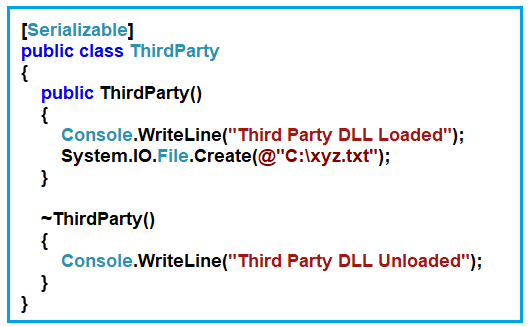 [Serializable]
public class ThirdParty
{
public ThirdParty()
{
Console.WriteLine("Third Party DLL Loaded");
System.IO.File.Create(@"C:\xyz.txt");
}
~ThirdParty()
{
Console.WriteLine("Third Party DLL Unloaded");
}
}